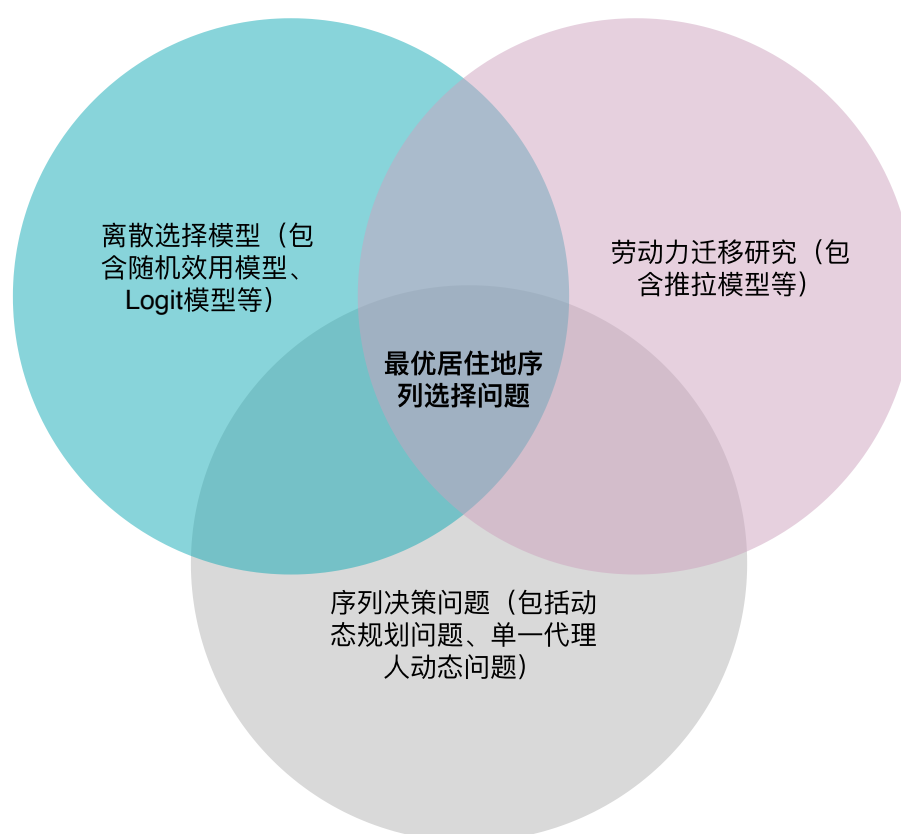 离散选择模型（包
含随机效用模型、
Logit模型等）
劳动力迁移研究（包
含推拉模型等）
最优居住地序
列选择问题
序列决策问题（包括动
态规划问题、单一代理
人动态问题）